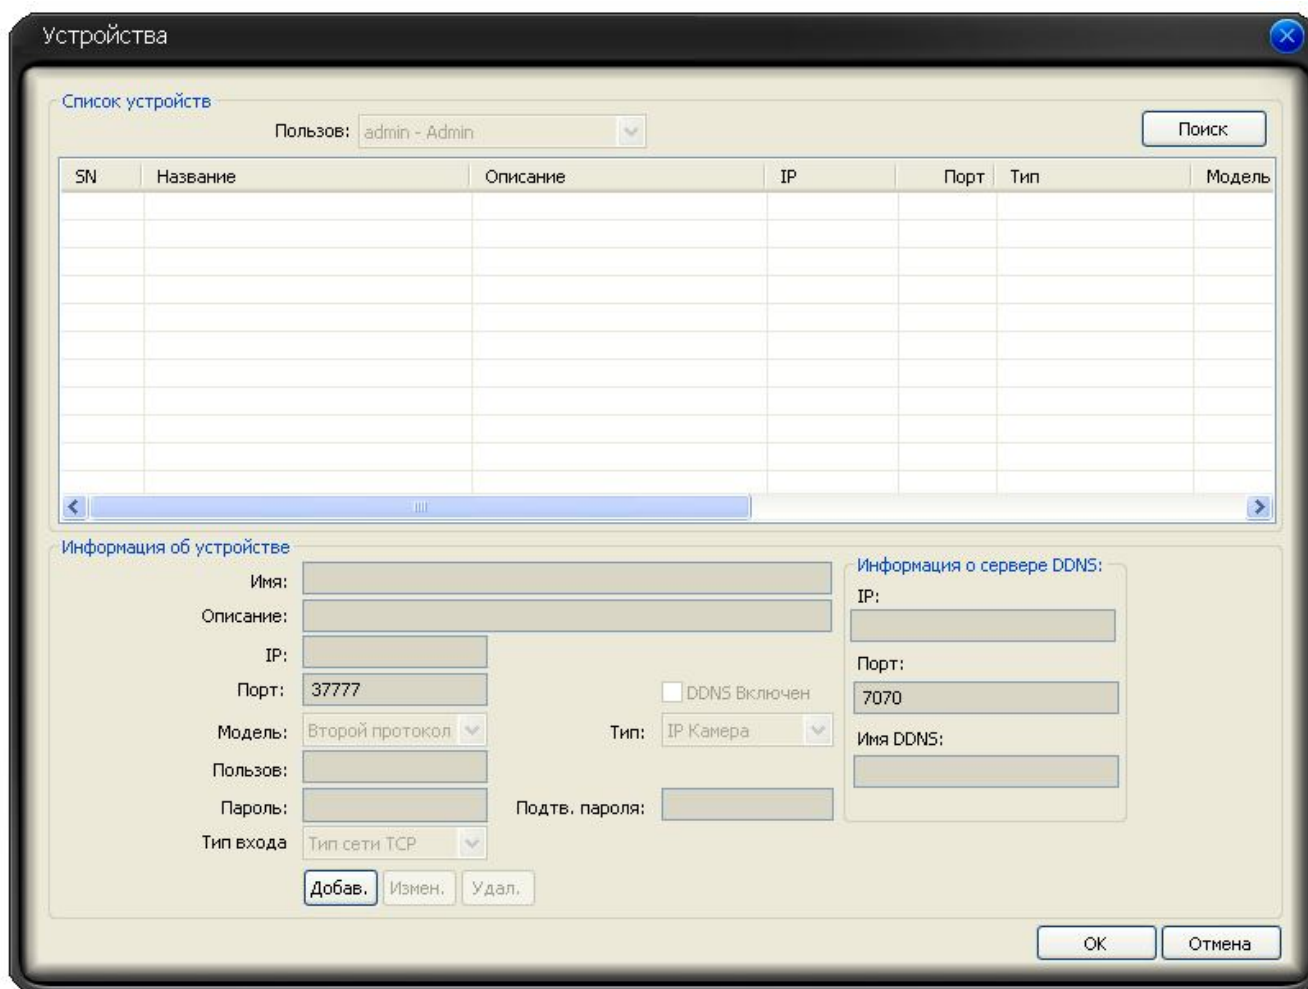 Устройства
Список устройств
Пользов: admin - Admin
Поиск
SN Название Описание IP Порт Тип Модель
Информация об устройстве
Имя:
Описание:
IP:
Порт: 37777
DDNS Включен
Модель: Второй протокол
Тип: IP Камера
Пользов:
Пароль:
Подтв. пароля:
Тип входа Тип сети TCP
Добав. Измен. Удал.
Информация о сервере DDNS:
IP:
Порт:
7070
Имя DDNS:
OK Отмена